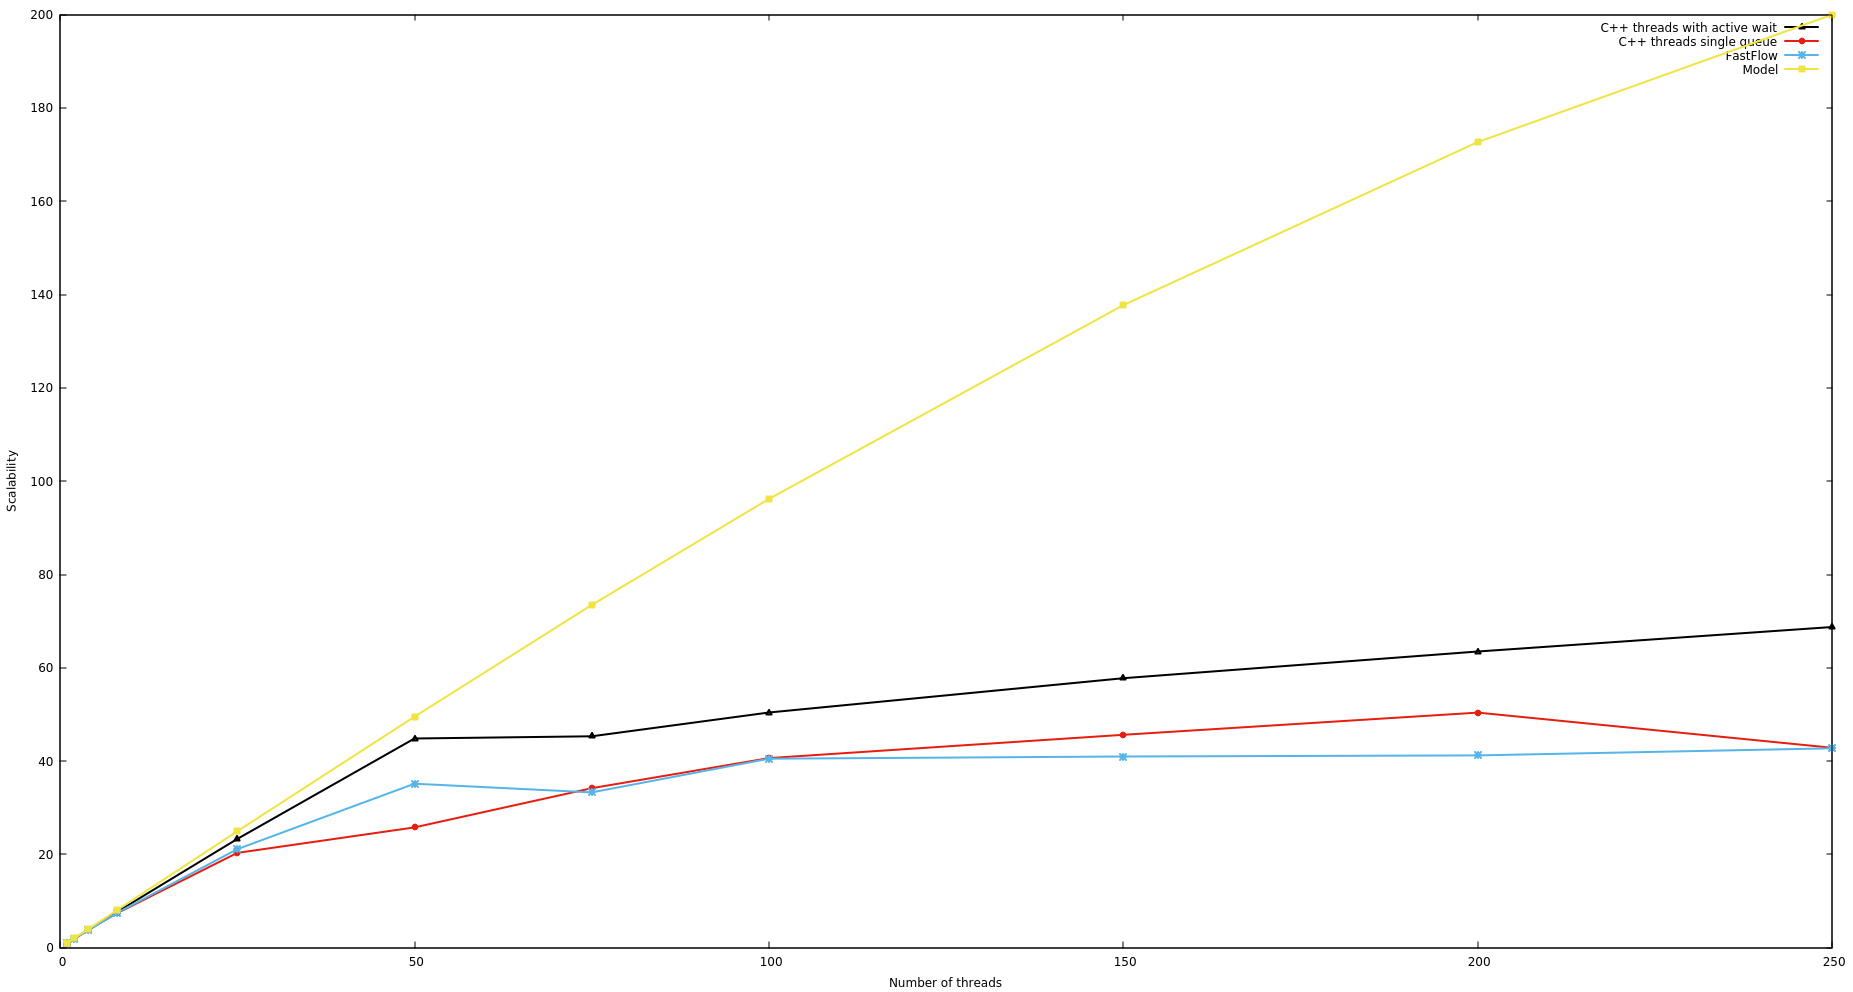 200
180
160
140
120
100
80
60
40
20
0
Scalability
C++ threads with active wait
C++ threads single queue
FastFlow
Model
0
50
100
150
200
250
Number of threads